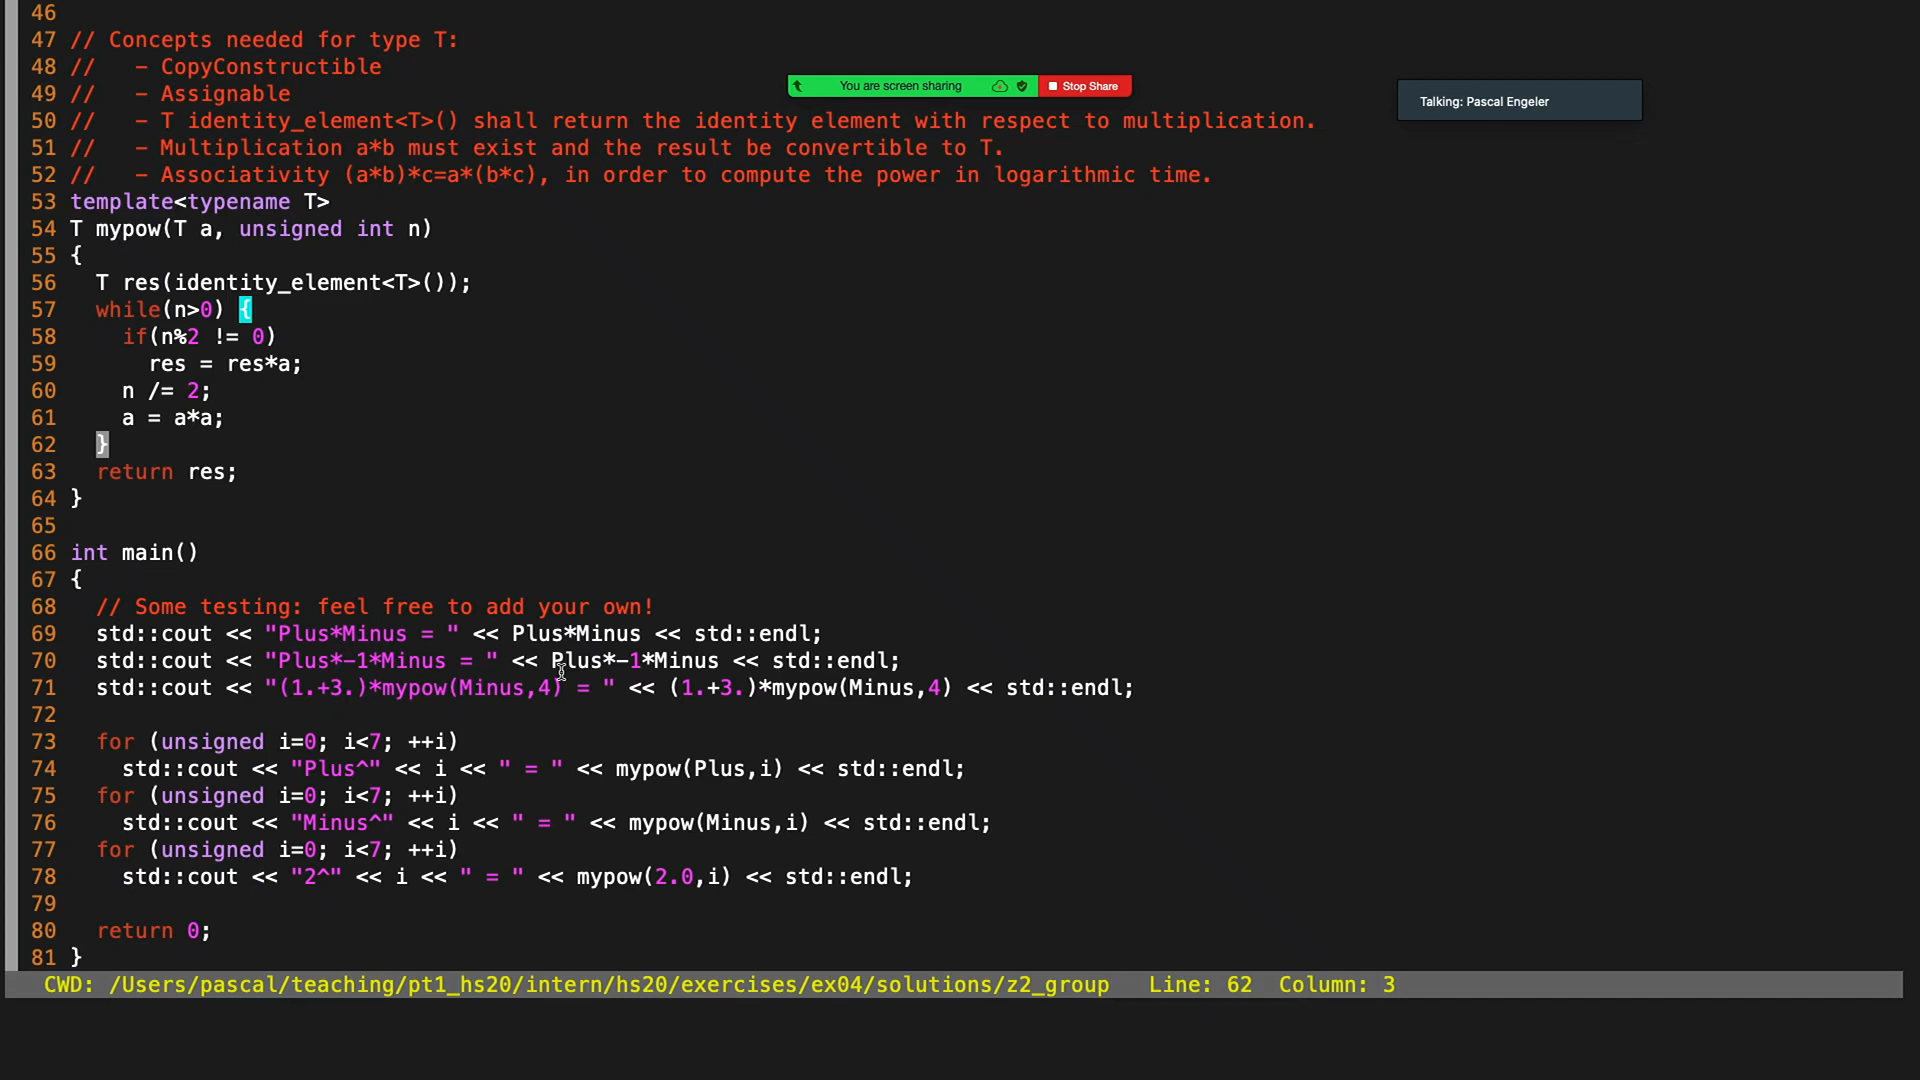 46
47 // Concepts needed for type T:
48 //   - CopyConstructible
You are screen sharing
Stop Share
49 //   - Assignable
Talking: Pascal Engeler
50 //   - T identity_element<T>() shall return the identity element with respect to multiplication.
51 //   - Multiplication a*b must exist and the result be convertible to T.
52 //   - Associativity (a*b)*c=a*(b*c), in order to compute the power in logarithmic time.
53 template<typename T>
54 T mypow(T a, unsigned int n)
55 {
56   T res(identity_element<T>());
57   while(n>0) {
58     if(n%2 != 0)
59       res = res*a;
60     n /= 2;
61     a = a*a;
62   }
63   return res;
64 }
65
66 int main()
67 {
68   // Some testing: feel free to add your own!
69   std::cout << "Plus*Minus = " << Plus*Minus << std::endl;
70   std::cout << "Plus*-1*Minus = " << Plus*-1*Minus << std::endl;
71   std::cout << "(1.+3.)*mypow(Minus,4) = " << (1.+3.)*mypow(Minus,4) << std::endl;
72
73   for (unsigned i=0; i<7; ++i)
74     std::cout << "Plus^" << i << " = " << mypow(Plus,i) << std::endl;
75   for (unsigned i=0; i<7; ++i)
76     std::cout << "Minus^" << i << " = " << mypow(Minus,i) << std::endl;
77   for (unsigned i=0; i<7; ++i)
78     std::cout << "2^" << i << " = " << mypow(2.0,i) << std::endl;
79
80   return 0;
81 }
CWD: /Users/pascal/teaching/pt1_hs20/intern/hs20/exercises/ex04/solutions/z2_group   Line: 62  Column: 3